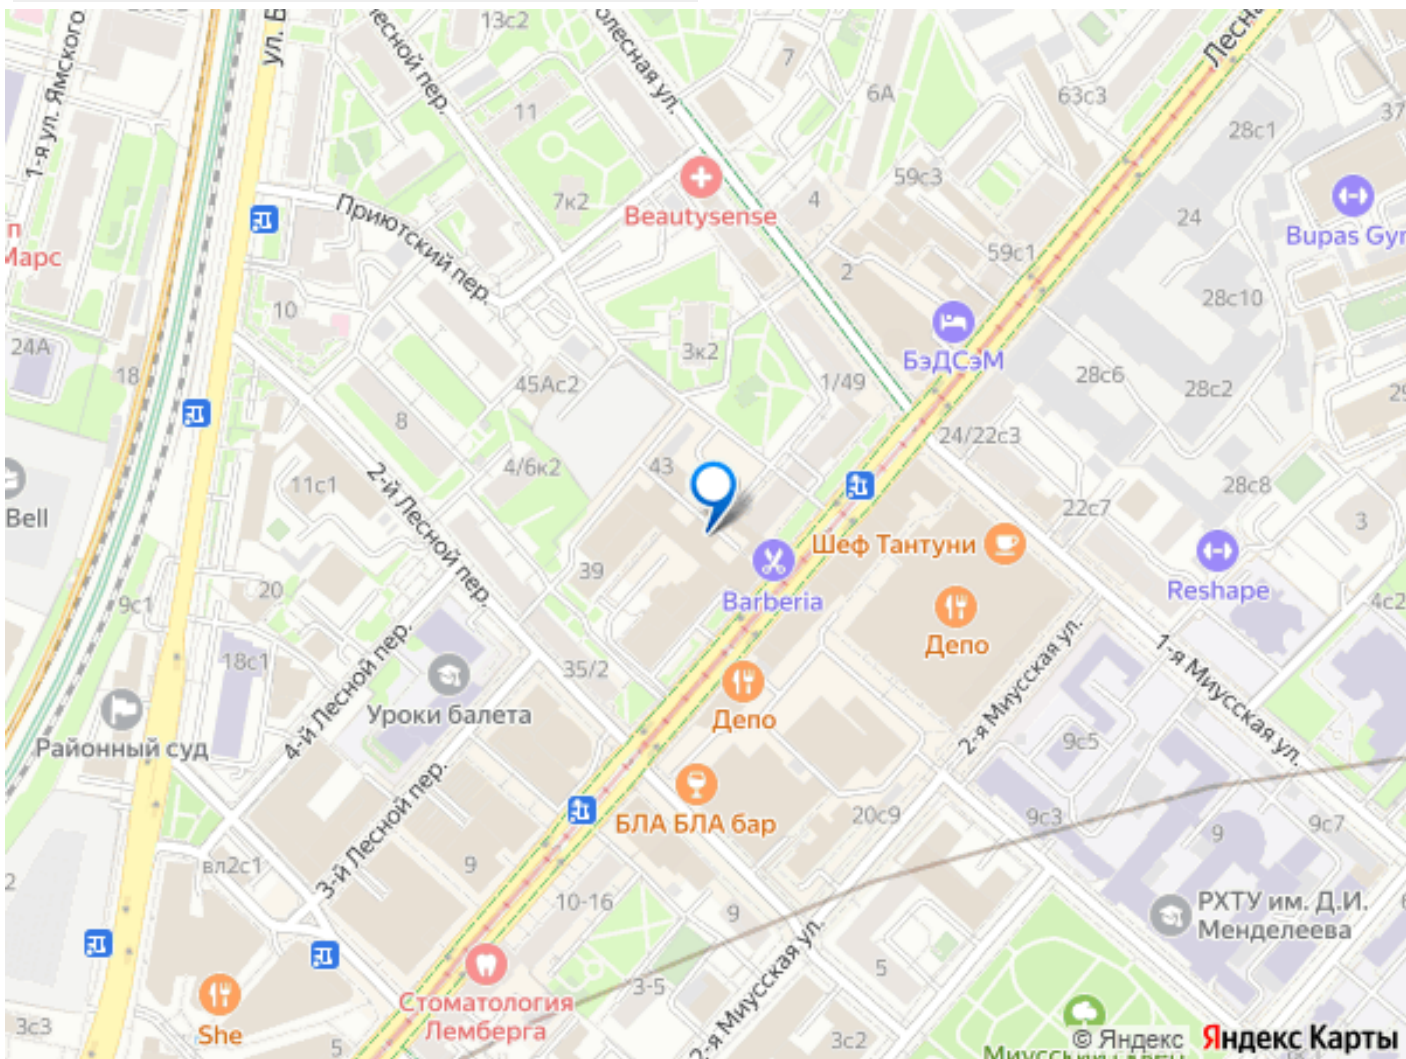 13с2
ул. Б
Лесной пер.
олесная ул.
Лесна
1-я ул. Ямского
7
6А
63с3
37
11
28с1
59с3
7к2
4
24
Beautysense
Приютский пер.
п
Марс
Bupas Gyr
59с1
2
28с10
10
24А
БэДСэМ
3к2
18
45Ас2
1/49
28с6
28с2
29
8
24/22с3
4/6к2
43
11с1
28с8
2-й Лесной пер.
22с7
3
Bell
Шеф Тантуни
39
20
Reshape
9с1
Barberia
4с2
Депо
18с1
35/2
4-й Лесной пер.
1-я Миусская ул.
2-я Миусская ул.
Уроки балета
Депо
Районный суд
9с5
БЛА БЛА бар
20с9
9с3
9
9с7
3-й Лесной пер.
вл2с1
9
2
10-16
9
РХТУ им. Д.И.
Менделеева
5
3-5
2-я Миусская ул.
Стоматология
Лемберга
She
3с3
5
3с2
© Яндекс
Яндекс Карты